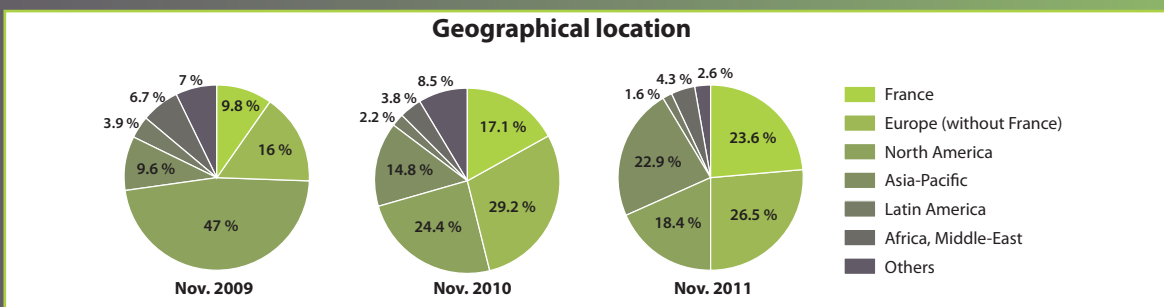 Geographical location
7 %
6.7 %
3.9 %
9.6 %
9.8 %
16 %
47 %
Nov. 2009
8.5 %
3.8 %
2.2 %
14.8 %
17.1 %
29.2 %
24.4 %
Nov. 2010
2.6 %
4.3 %
1.6 %
22.9 %
23.6 %
18.4 %
26.5 %
Nov. 2011
France
Europe (without France)
North America
Asia-Pacific
Latin America
Africa, Middle-East
Others